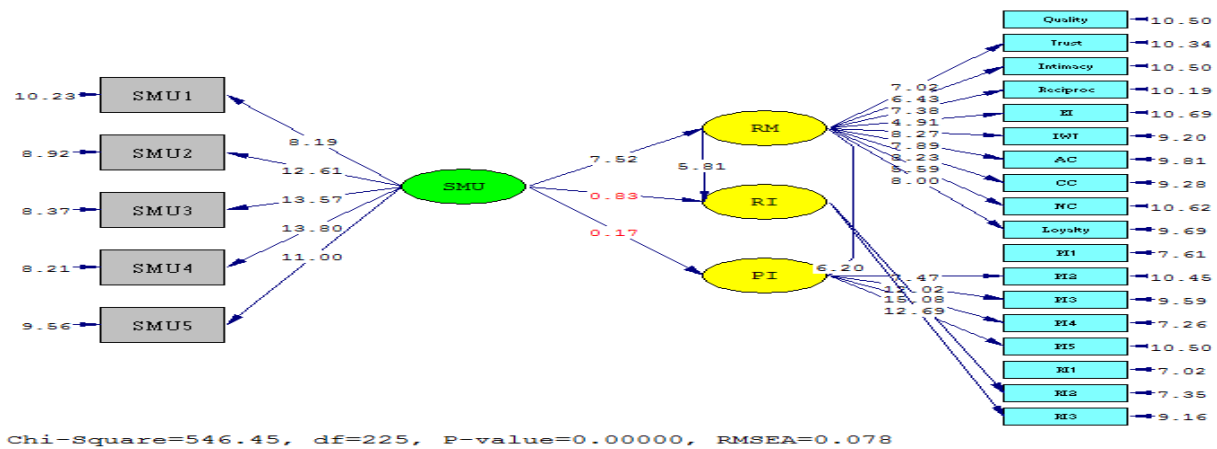 10.23 SMU1
8.92 SMU2
8.37 SMU3
8.21 SMU4
9.56 SMU5
8.19
12.61
13.57
13.80
11.00
SMU
7.52
0.83
0.17
RM
5.81
RI
PI
6.20
7.02
6.43
7.38
4.91
8.27
7.89
8.23
5.59
8.00
7.47
12.02
15.08
12.69
Quality 10.50
Trust 10.34
Intimacy 10.50
Reciproc 10.19
EI 10.69
IWT 9.20
AC 9.81
CC 9.28
NC 10.62
Loyalty 9.69
PI1 7.61
PI2 10.45
PI3 9.59
PI4 7.26
PI5 10.50
RI1 7.02
RI2 7.35
RI3 9.16
Chi-Square=546.45, df=225, P-value=0.00000, RMSEA=0.078